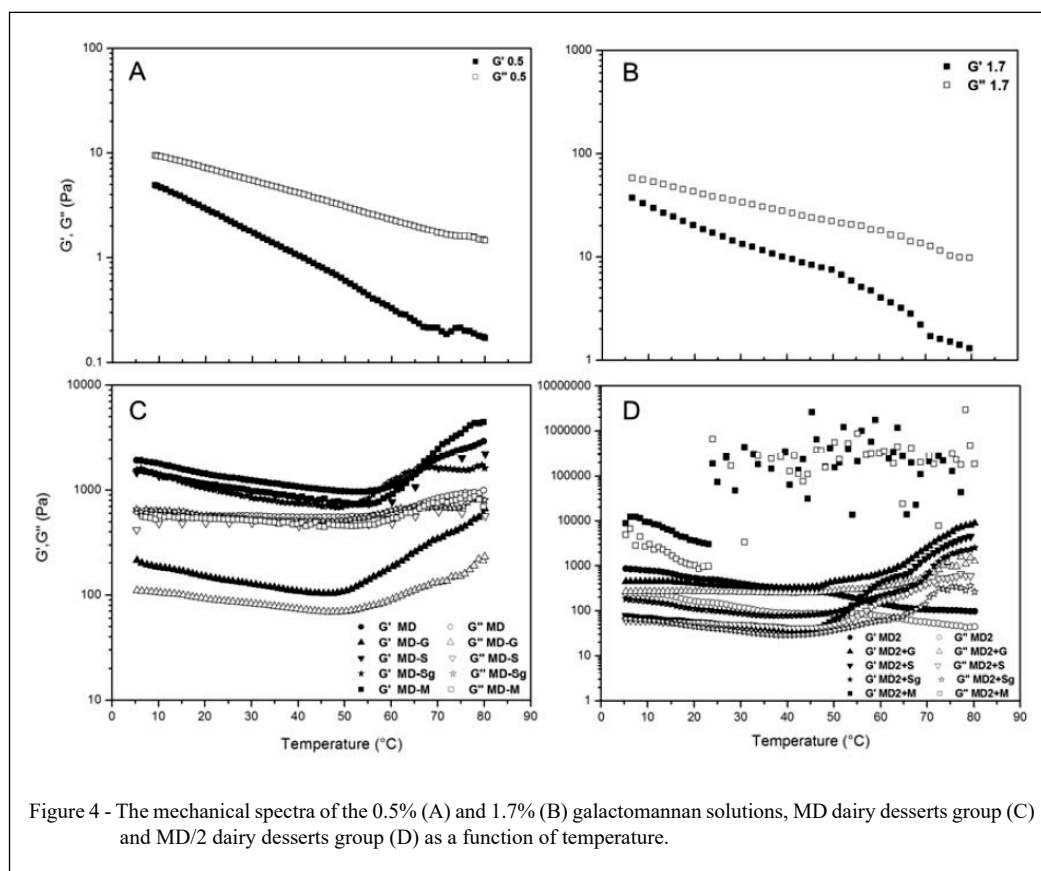 100
10
1
0.1
G', G'' (Pa)
A
G' 0.5
G'' 0.5
1000
100
10
1
B
G' 1.7
G'' 1.7
10000
1000
100
10
G',G'' (Pa)
C
G' MD G'' MD
G' MD-G G'' MD-G
G' MD-S G'' MD-S
G' MD-Sg G'' MD-Sg
G' MD-M G'' MD-M
0 10 20 30 40 50 60 70 80 90
Temperature (°C)
10000000
1000000
100000
10000
1000
100
10
1
D
G' MD2 G'' MD2
G' MD2+G G'' MD2+G
G' MD2+S G'' MD2+S
G' MD2+Sg G'' MD2+Sg
G' MD2+M G'' MD2+M
0 10 20 30 40 50 60 70 80 90
Temperature (°C)
Figure 4 - The mechanical spectra of the 0.5% (A) and 1.7% (B) galactomannan solutions, MD dairy desserts group (C)
and MD/2 dairy desserts group (D) as a function of temperature.